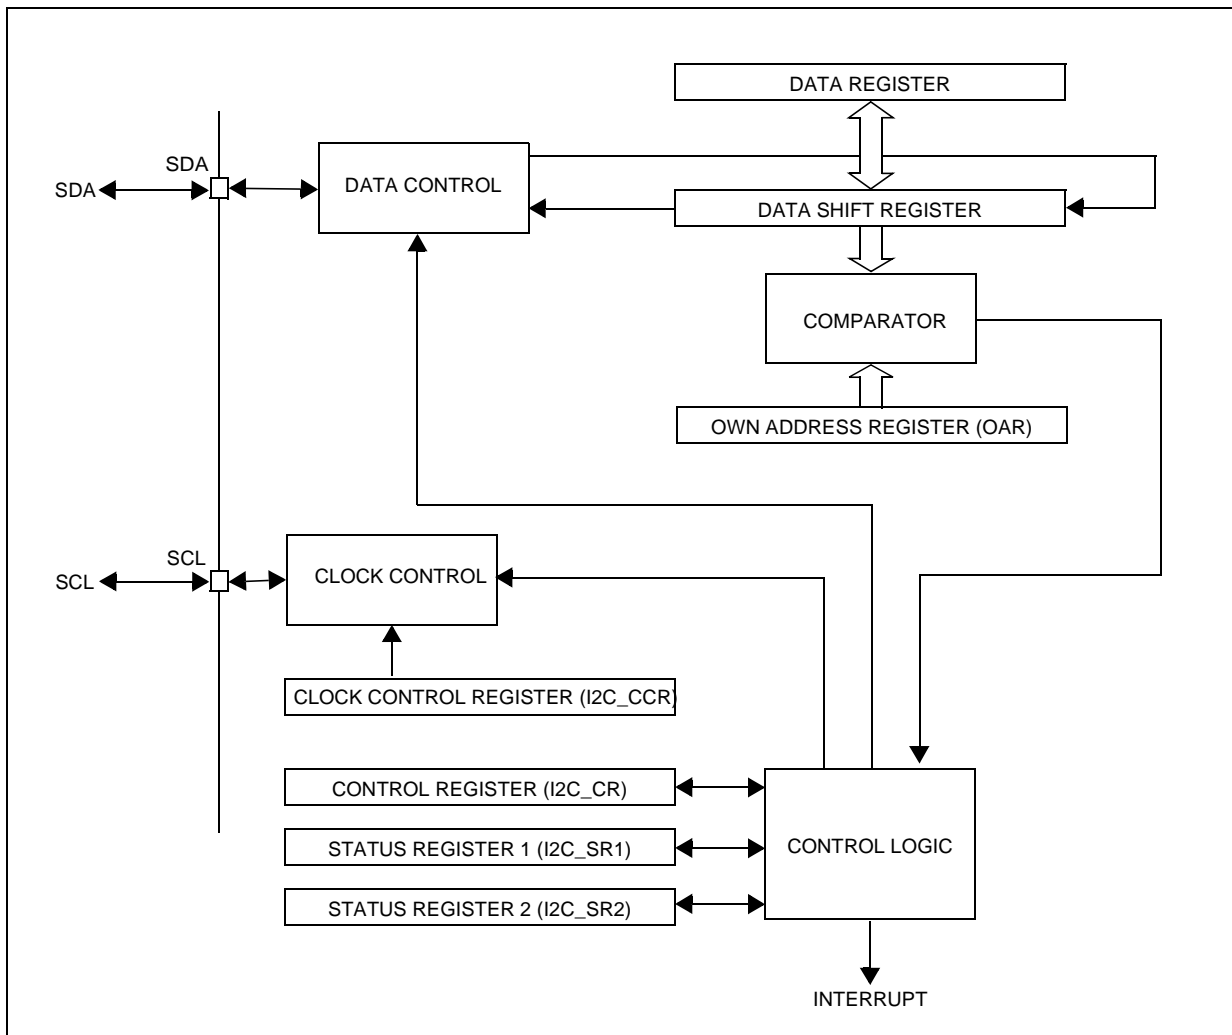 DATA REGISTER
SDA
SDA
DATA CONTROL
DATA SHIFT REGISTER
COMPARATOR
OWN ADDRESS REGISTER (OAR)
SCL
SCL
CLOCK CONTROL
CLOCK CONTROL REGISTER (I2C_CCR)
CONTROL REGISTER (I2C_CR)
STATUS REGISTER 1 (I2C_SR1)
CONTROL LOGIC
STATUS REGISTER 2 (I2C_SR2)
INTERRUPT